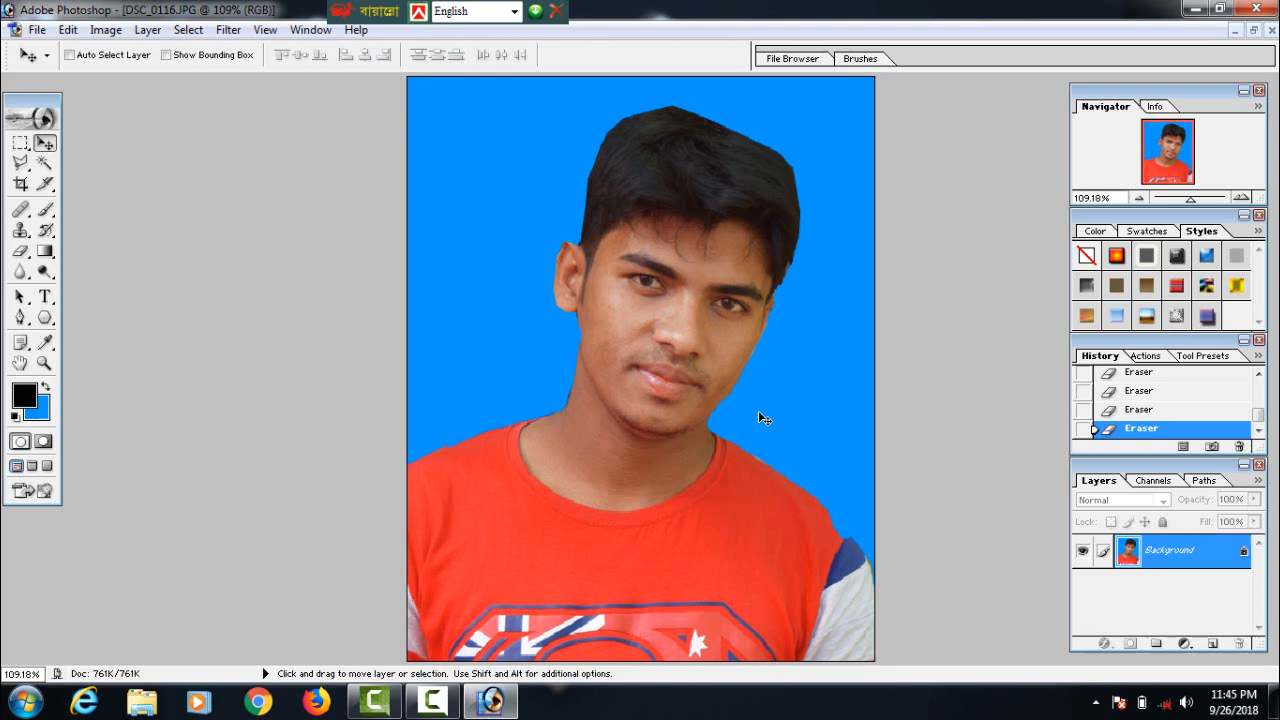 Adobe Photoshop - [DSC_0116.JPG @ 109% (RGB)]
বায়ান্নো
English
File Edit Image Layer Select Filter View Window Help
Auto Select Layer Show Bounding Box
File Browser Brushes
Navigator Info
109.18%
Color Swatches Styles
History Actions Tool Presets
Eraser
Eraser
Eraser
Eraser
Layers Channels Paths
Normal Opacity: 100%
Lock: Fill: 100%
Background
109.18% Doc: 761K/761K Click and drag to move layer or selection. Use Shift and Alt for additional options.
11:45 PM
9/26/2018